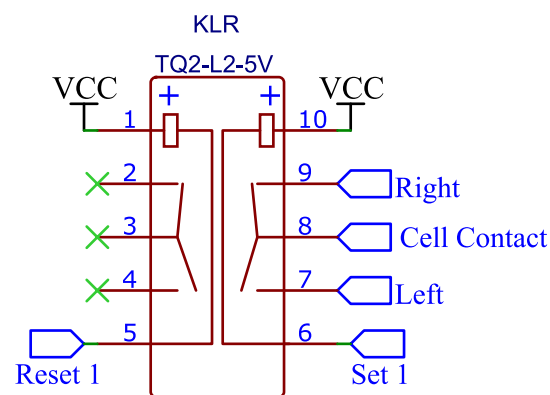 KLR
TQ2-L2-5V
VCC VCC
+ +
1 10
2 9 Right
3 8 Cell Contact
4 7 Left
5 6
Reset 1 Set 1